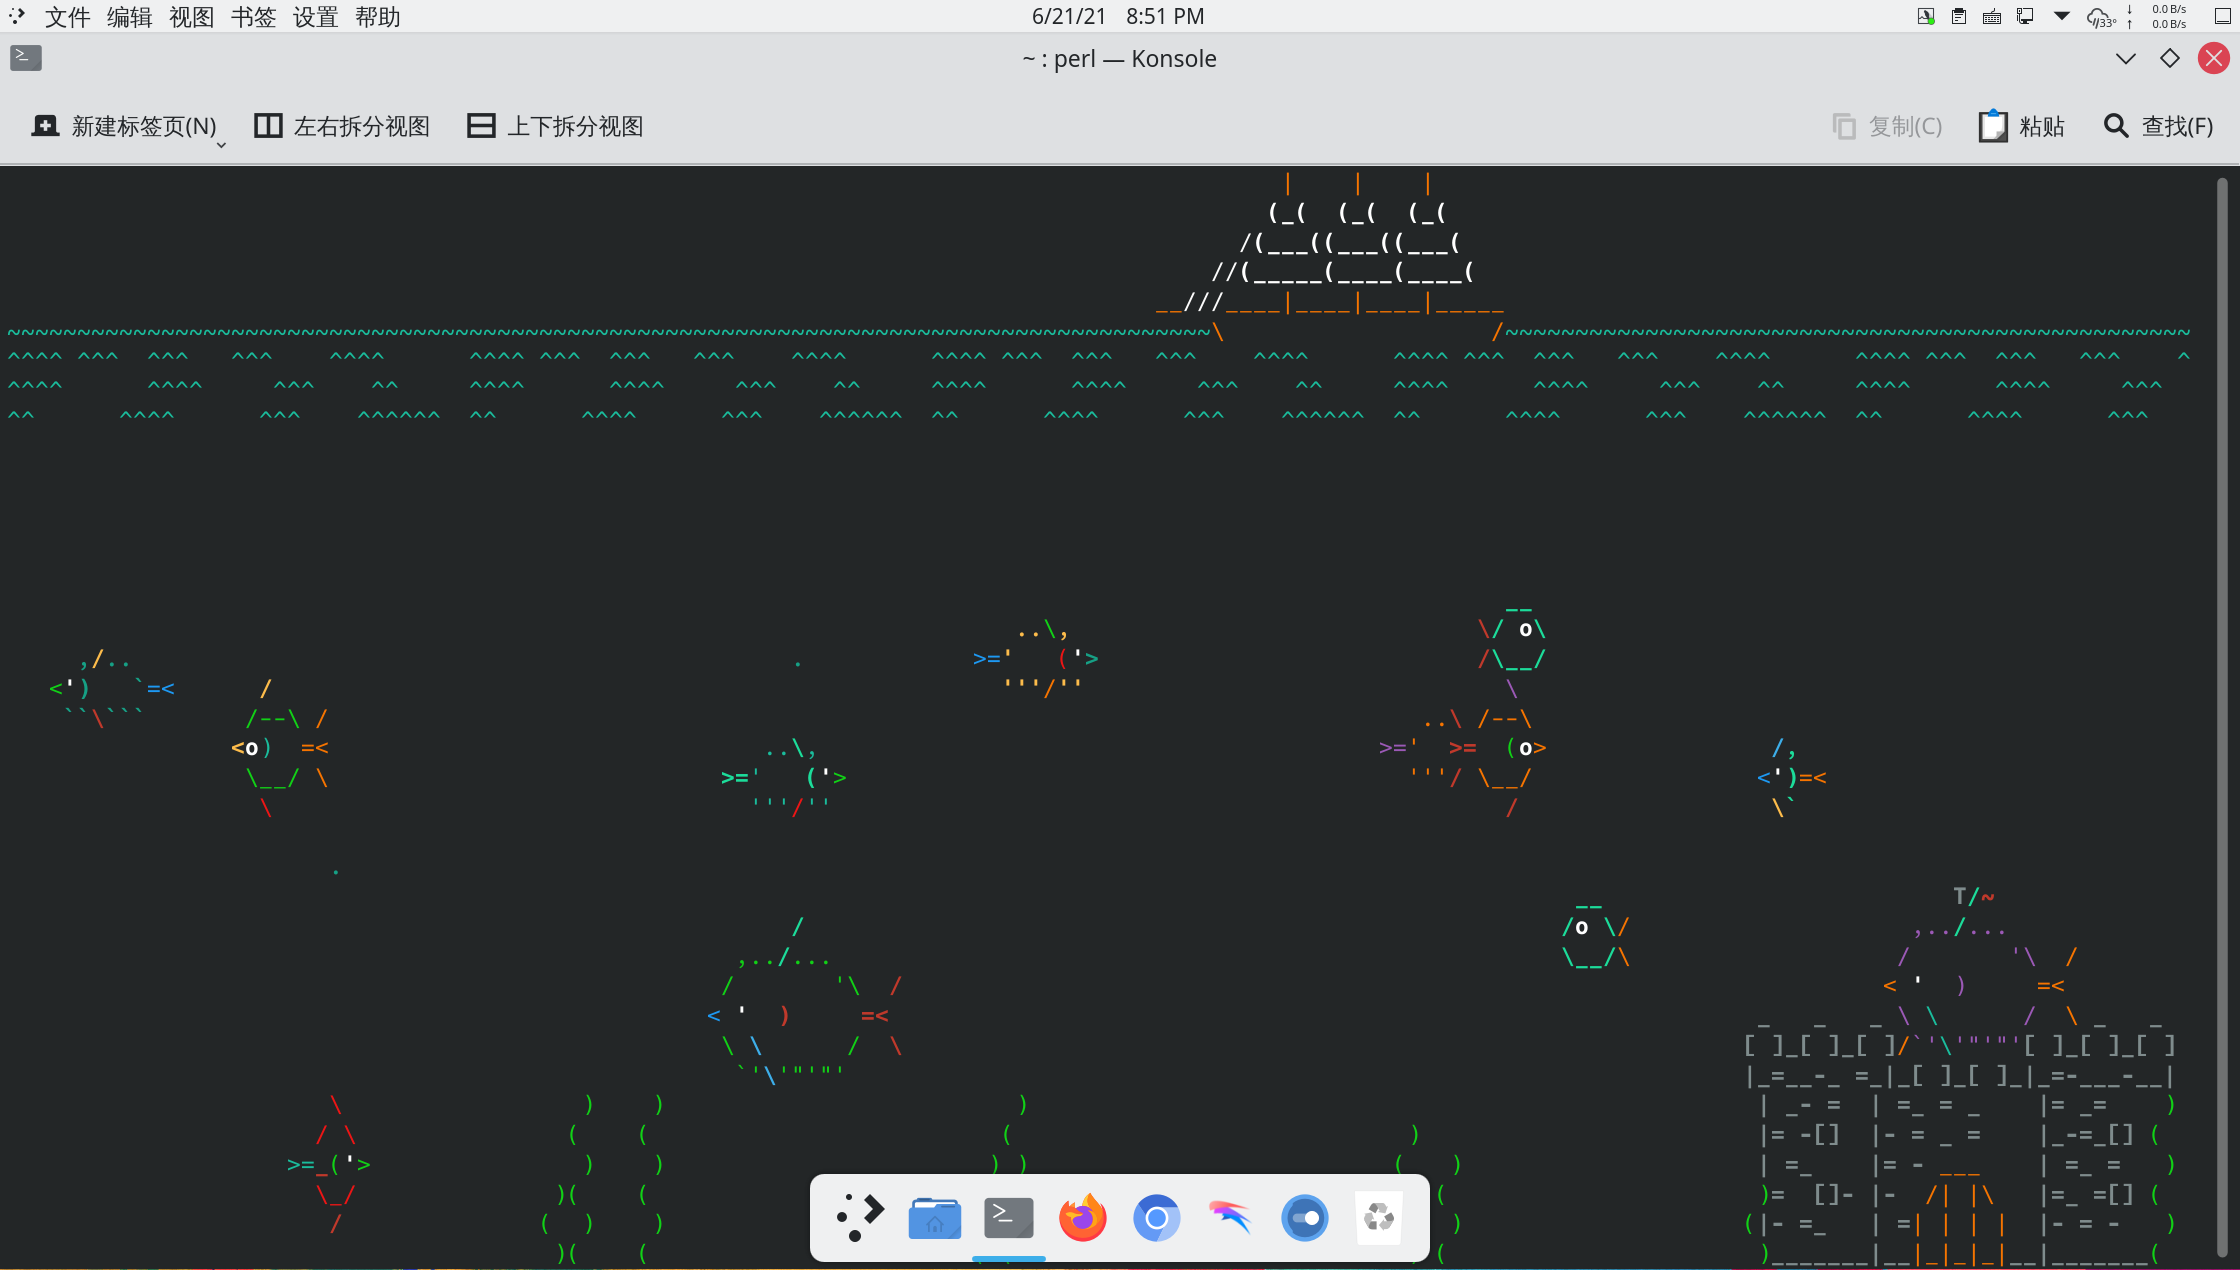 文件 编辑 视图 书签 设置 帮助
6/21/21 8:51 PM
33°
0.0 B/s
0.0 B/s
~ : perl — Konsole
新建标签页(N)
左右拆分视图
上下拆分视图
复制(C)
粘贴
查找(F)